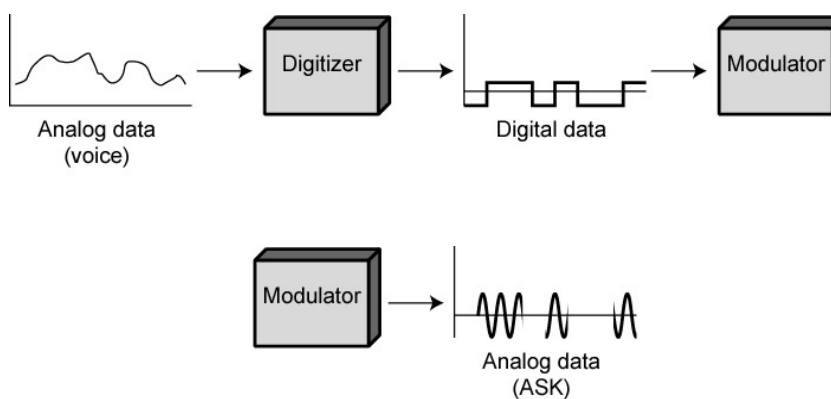 Digitizer
Modulator
Analog data
(voice)
Digital data
Modulator
Analog data
(ASK)